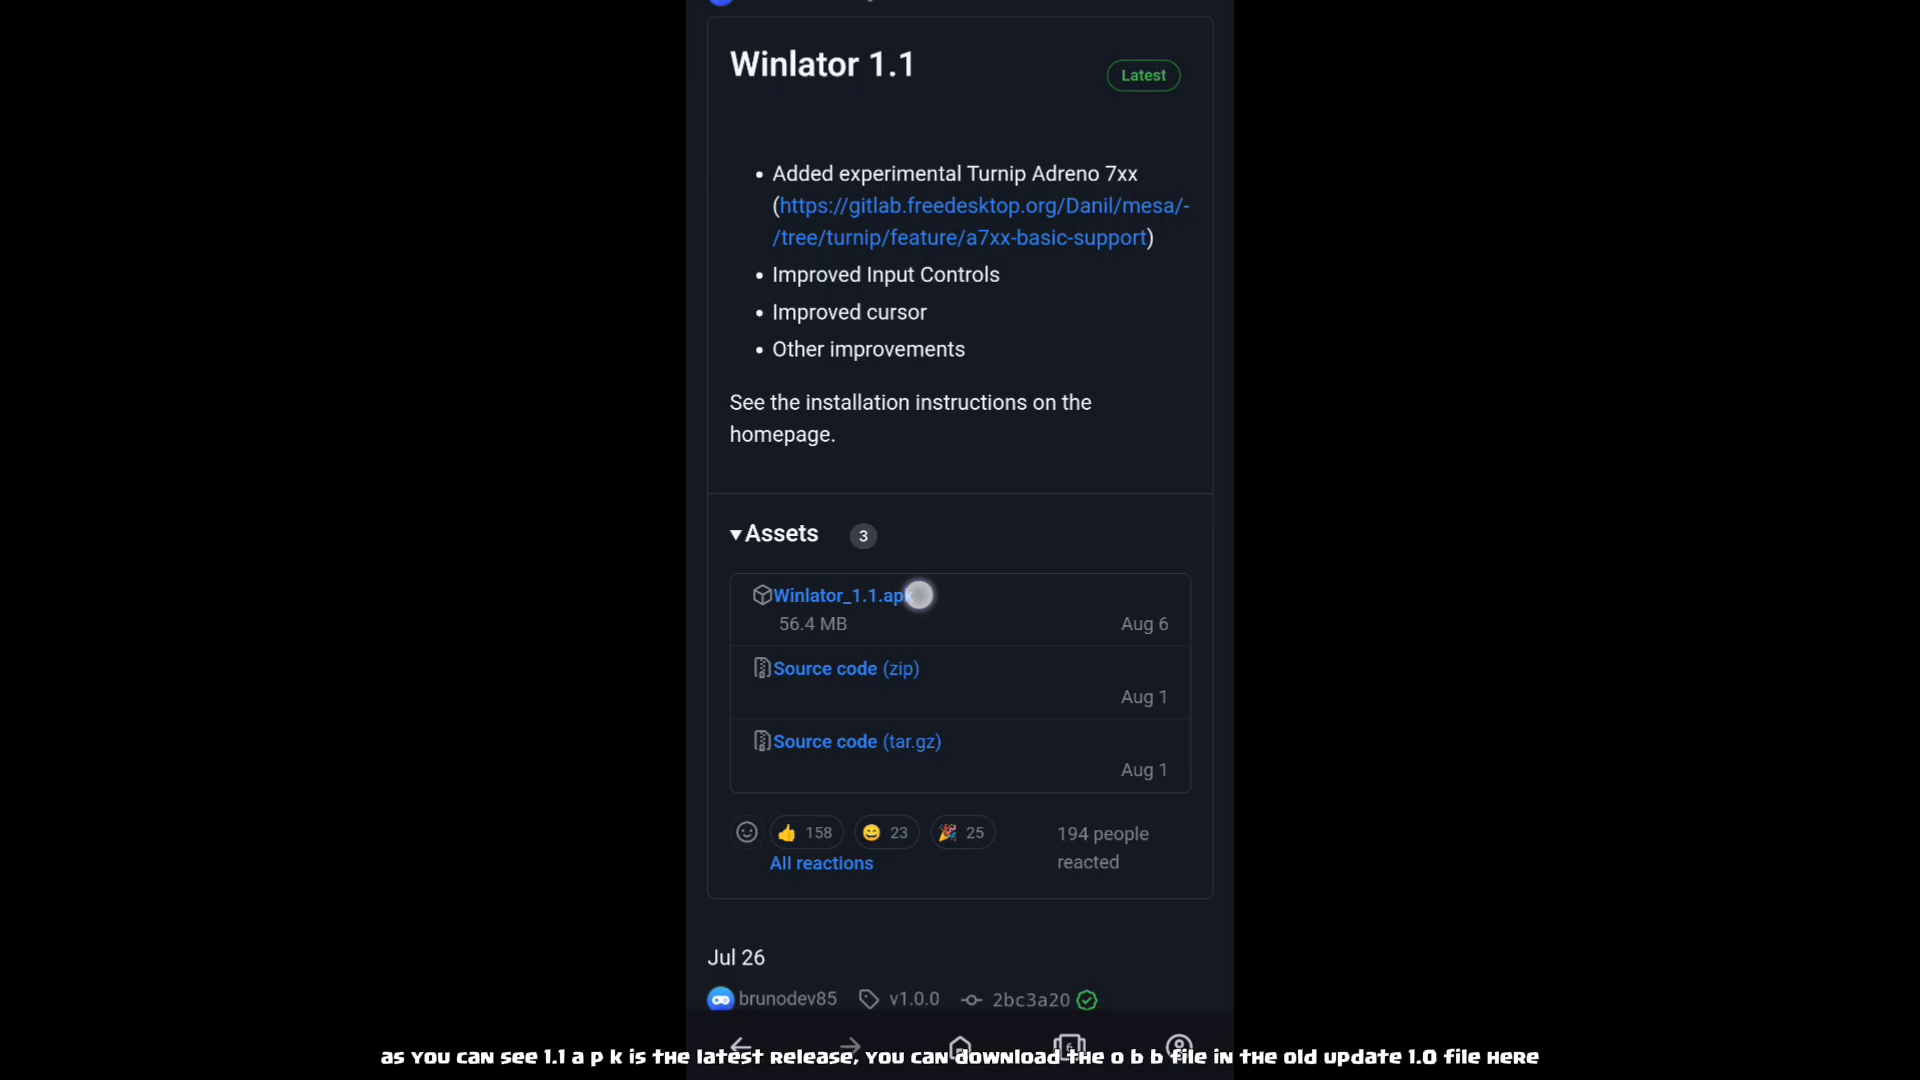 Winlator 1.1
Latest
• Added experimental Turnip Adreno 7xx
(https://gitlab.freedesktop.org/Danil/mesa/-
/tree/turnip/feature/a7xx-basic-support)
• Improved Input Controls
• Improved cursor
• Other improvements
See the installation instructions on the
homepage.
▾Assets 3
Winlator_1.1.apk
56.4 MB Aug 6
Source code (zip)
Aug 1
Source code (tar.gz)
Aug 1
👍 158 😄 23 🎉 25 194 people
reacted
All reactions
Jul 26
brunodev85 v1.0.0 2bc3a20
as you can see 1.1 a p k is the latest release, you can download the o b b file in the old update 1.0 file here